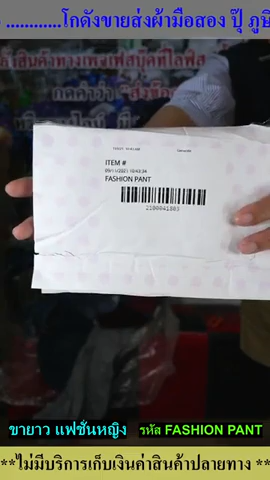 ............โกดังขายส่งผ้ามือสอง ปุ๊ ภูษิ
ITEM #
FASHION PANT
2100041803
ขายาว แฟชั่นหญิง
รหัส FASHION PANT
**ไม่มีบริการเก็บเงินค่าสินค้าปลายทาง **